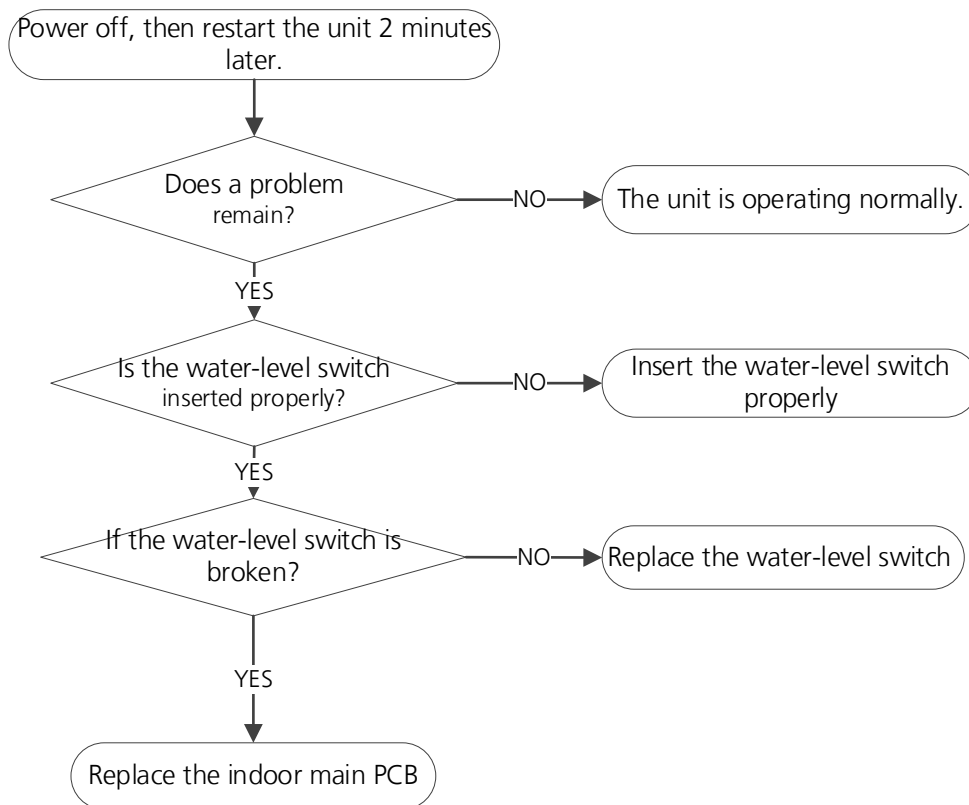 Power off, then restart the unit 2 minutes
later.
Does a problem
remain?
NO
The unit is operating normally.
YES
Is the water-level switch
inserted properly?
NO
Insert the water-level switch
properly
YES
If the water-level switch is
broken?
NO
Replace the water-level switch
YES
Replace the indoor main PCB